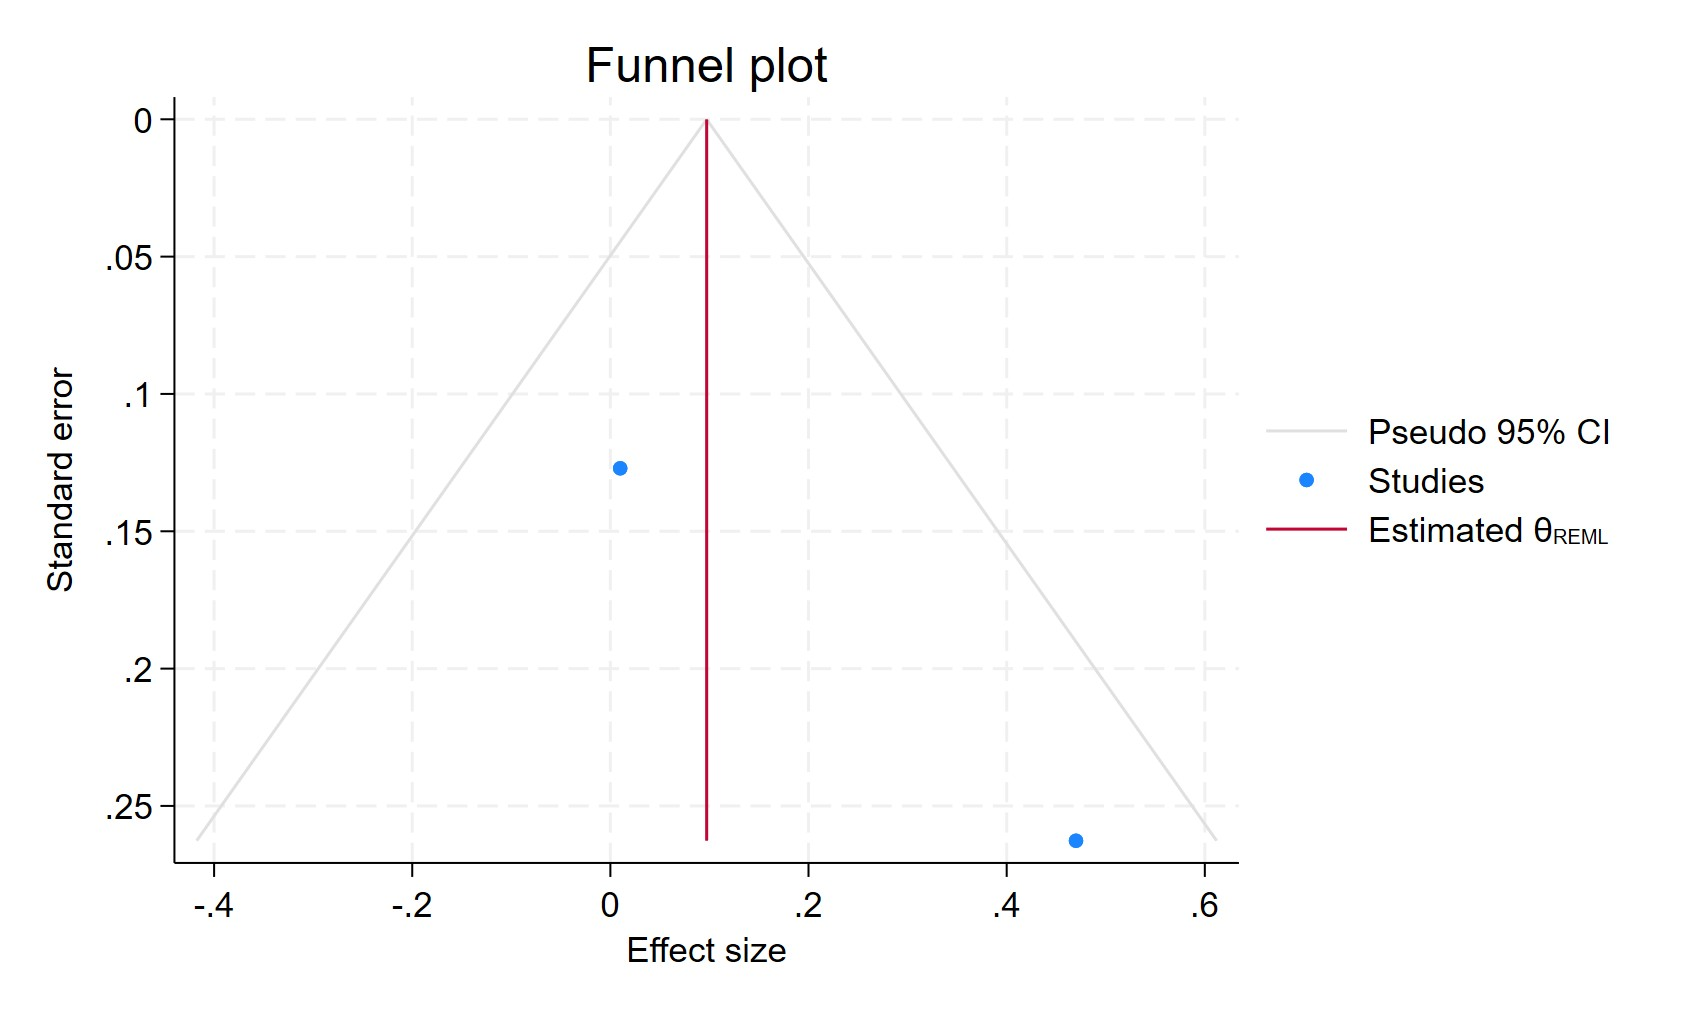 Funnel plot
0
.05
.1
.15
.2
.25
Standard error
-.4 -.2 0 .2 .4 .6
Effect size
Pseudo 95% CI
Studies
Estimated θREML